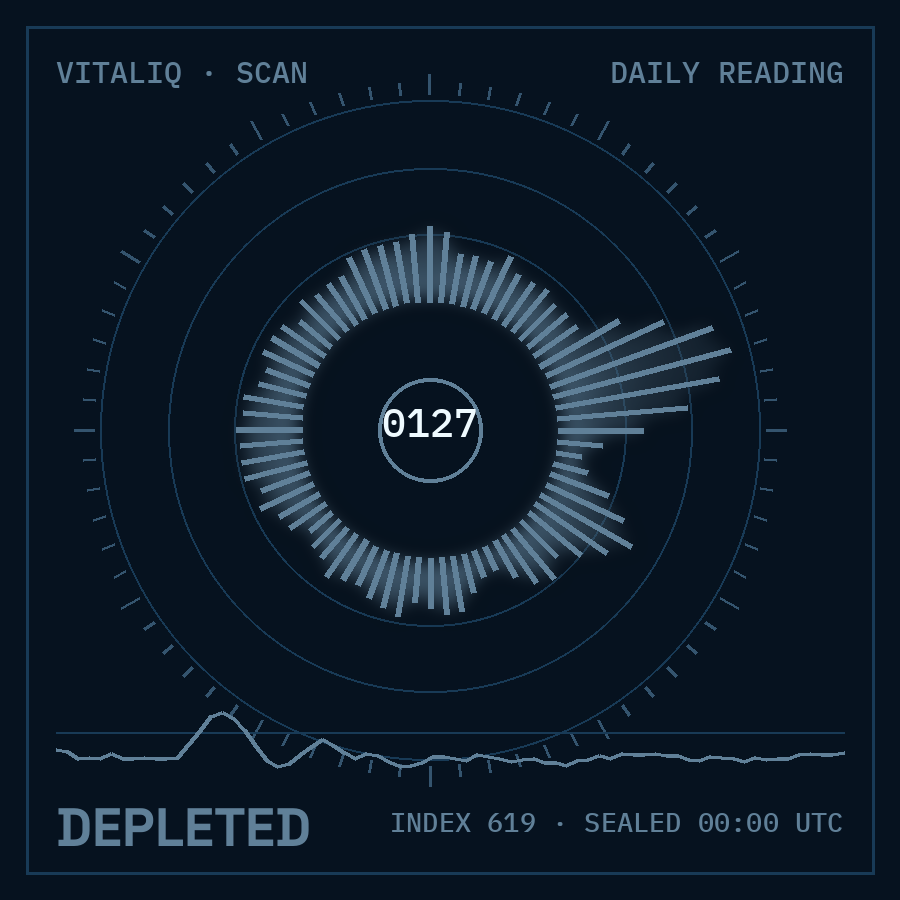 VITALIQ · SCAN
DAILY READING
0127
DEPLETED
INDEX 619 · SEALED 00:00 UTC